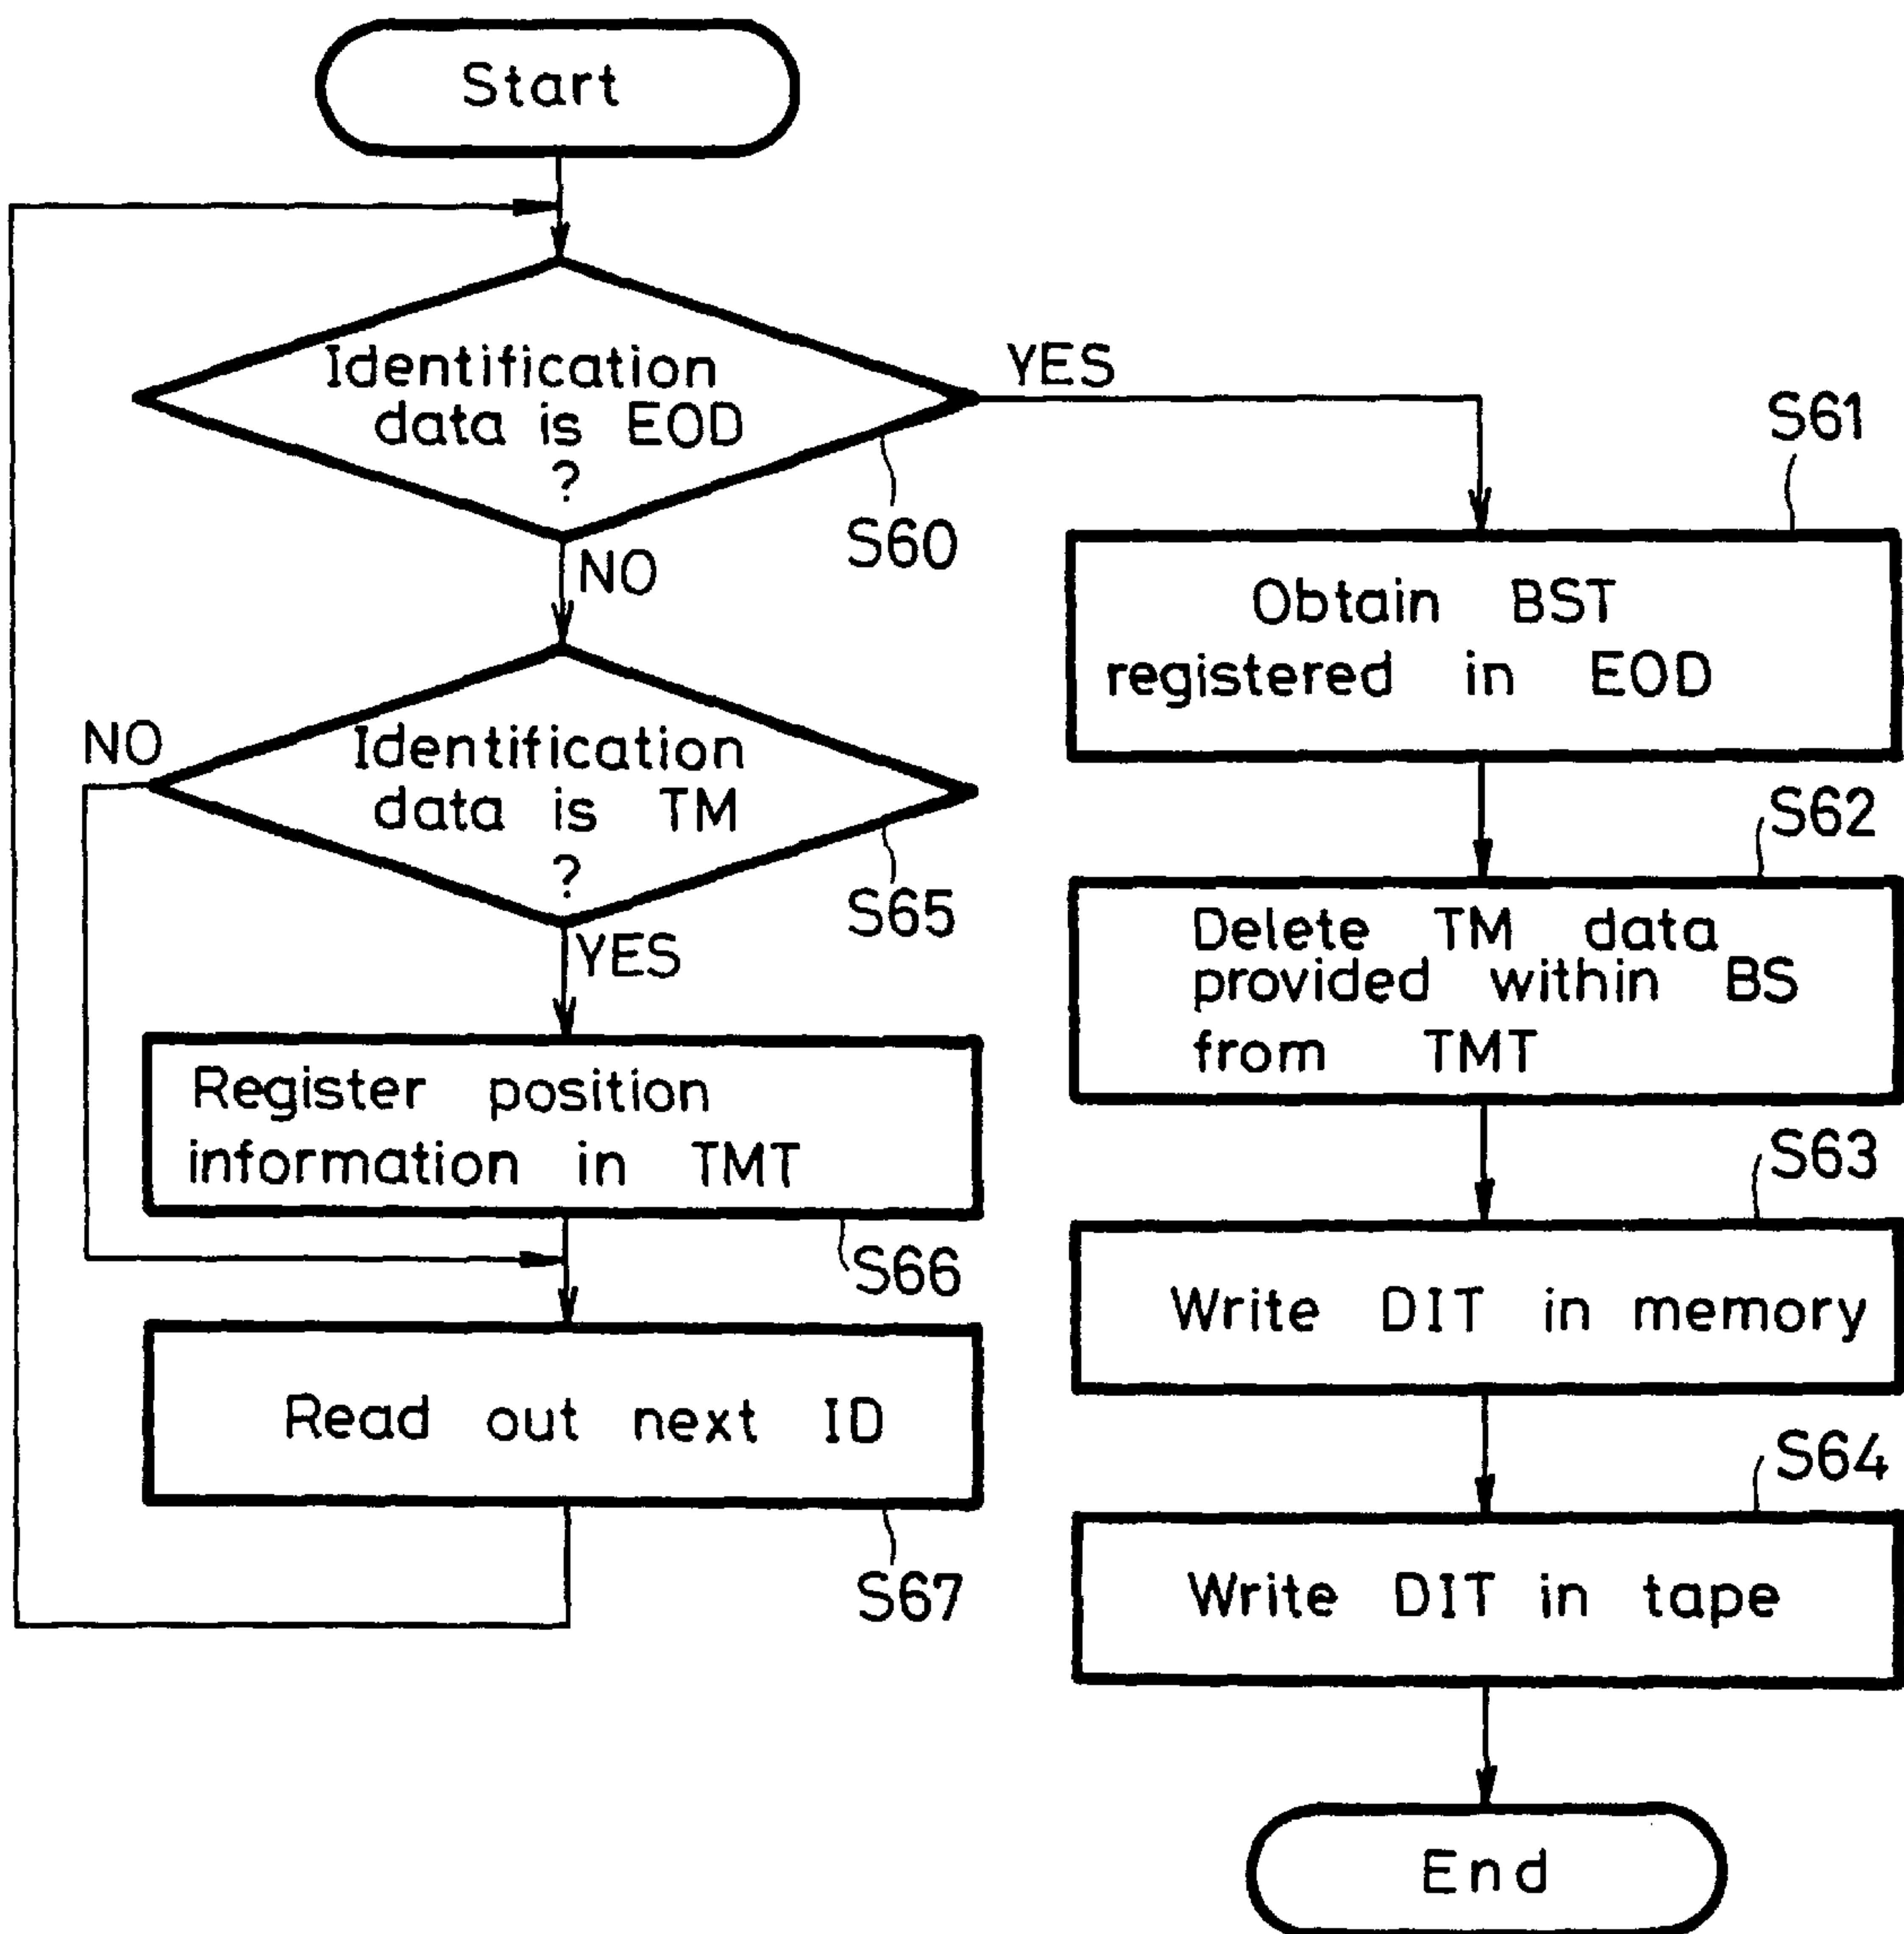 Start
Identification
data is EOD
?
YES
S60
NO
Identification
data is TM
?
NO
S65
YES
Register position
information in TMT
S66
Read out next ID
S67
S61
Obtain BST
registered in EOD
S62
Delete TM data
provided within BS
from TMT
S63
Write DIT in memory
S64
Write DIT in tape
End